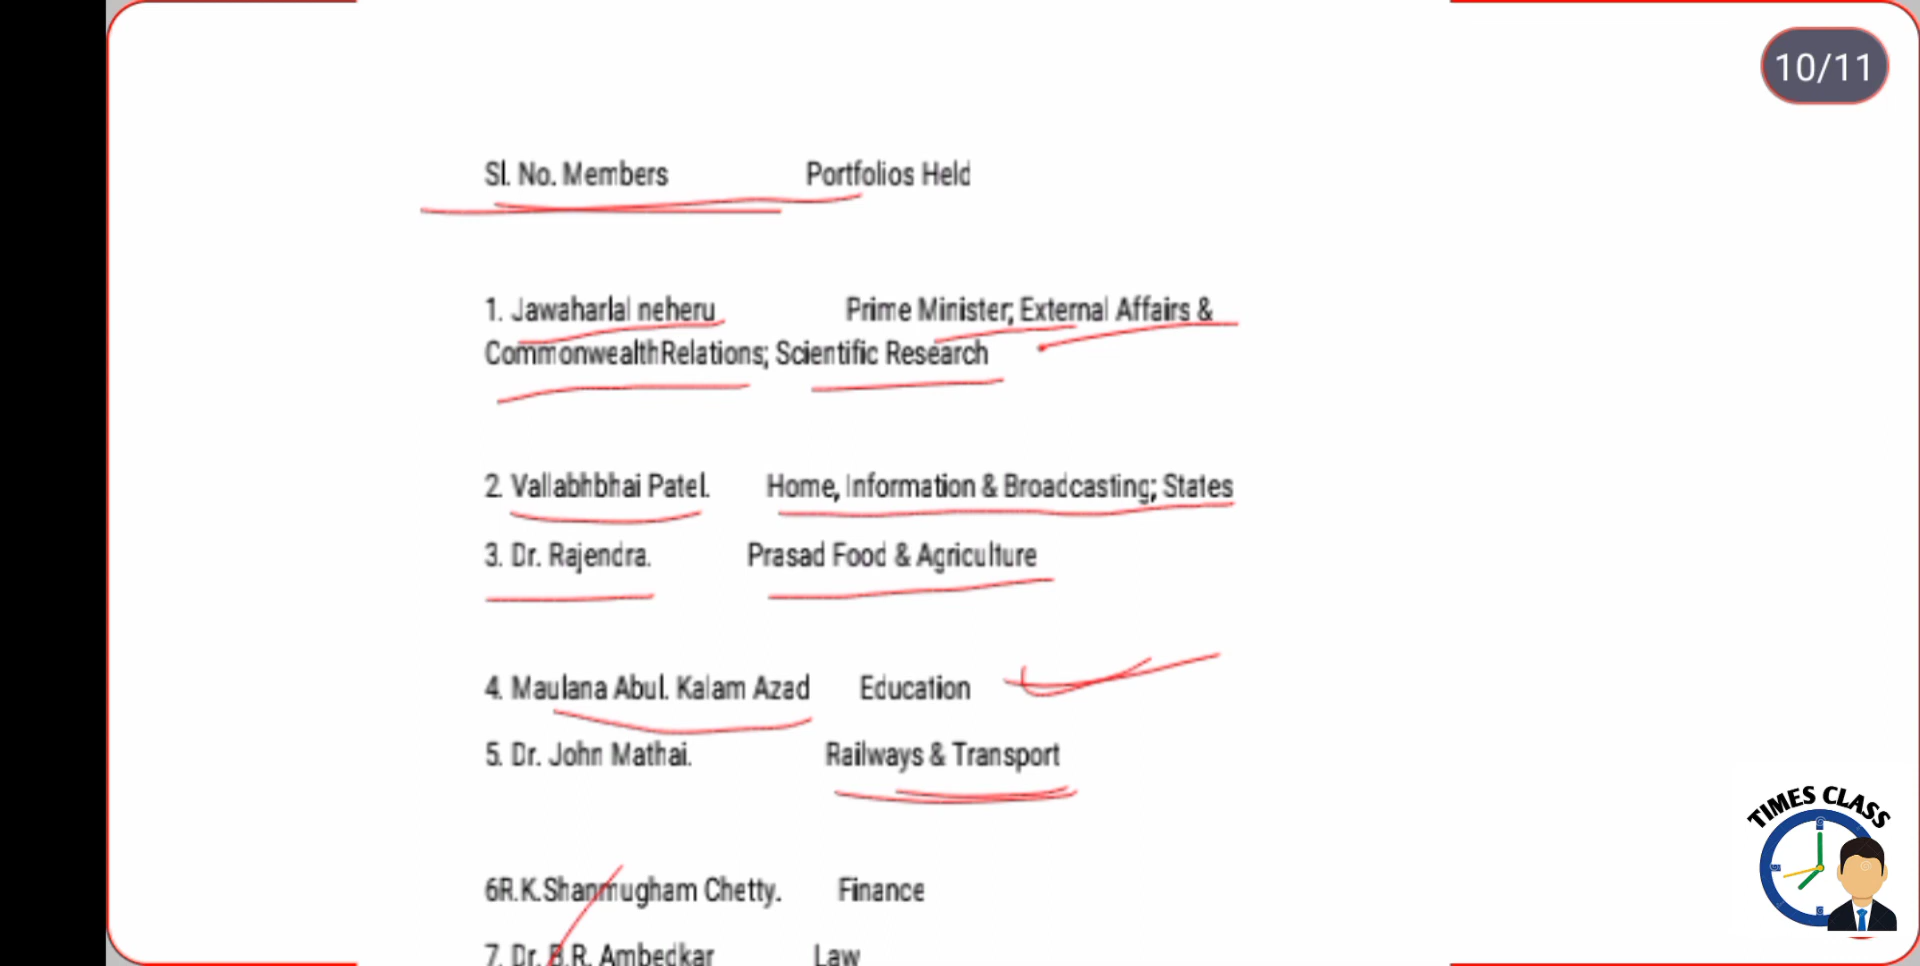 10/11
Sl. No. Members Portfolios Held
1. Jawaharlal neheru Prime Minister; External Affairs &
CommonwealthRelations; Scientific Research
2. Vallabhbhai Patel. Home, Information & Broadcasting; States
3. Dr. Rajendra. Prasad Food & Agriculture
4. Maulana Abul. Kalam Azad Education
5. Dr. John Mathai. Railways & Transport
6R.K.Shanmugham Chetty. Finance
7. Dr. B.R. Ambedkar Law
TIMES CLASS